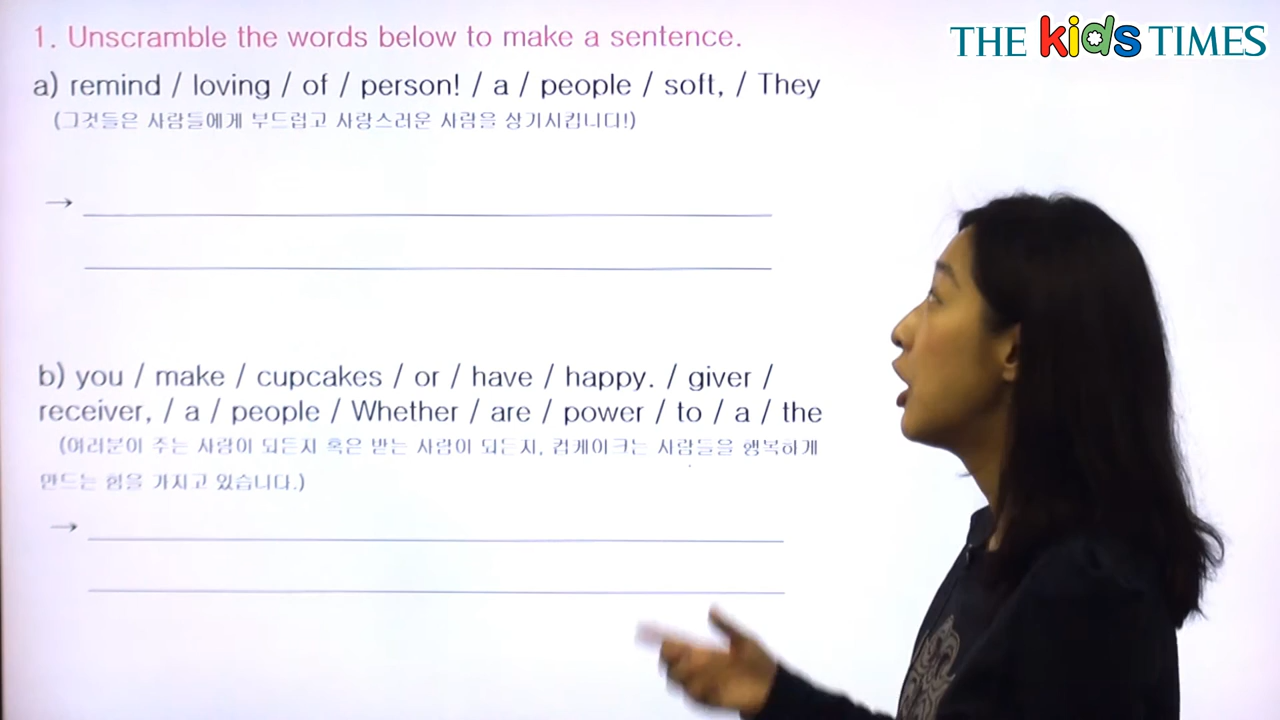 1. Unscramble the words below to make a sentence.
THE kids TIMES
a) remind / loving / of / person! / a / people / soft, / They
(그것들은 사람들에게 부드럽고 사랑스러운 사람을 상기시킵니다!)
→
b) you / make / cupcakes / or / have / happy. / giver /
receiver, / a / people / Whether / are / power / to / a / the
(여러분이 주는 사람이 되든지 혹은 받는 사람이 되든지, 컵케이크는 사람들을 행복하게
만드는 힘을 가지고 있습니다.)
→